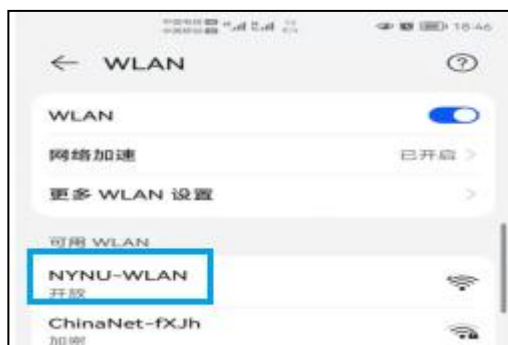 18:46
← WLAN
WLAN
网络加速 已开启 >
更多 WLAN 设置 >
可用 WLAN
NYNU-WLAN
开放
ChinaNet-fXJh
加密